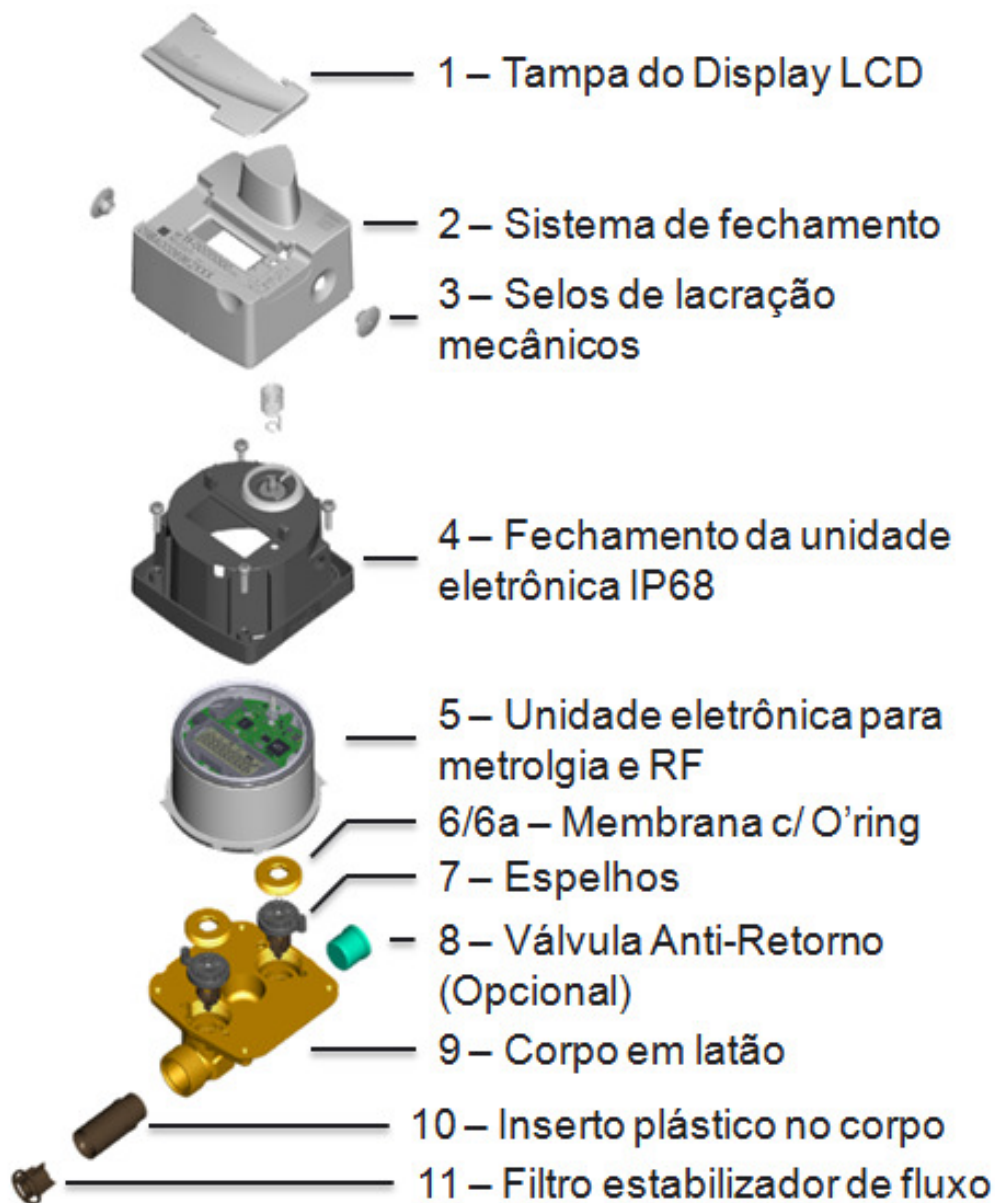 1 – Tampa do Display LCD
2 – Sistema de fechamento
3 – Selos de lacração
mecânicos
4 – Fechamento da unidade
eletrônica IP68
5 – Unidade eletrônica para
metrolgia e RF
6/6a – Membrana c/ O’ring
7 – Espelhos
8 – Válvula Anti-Retorno
(Opcional)
9 – Corpo em latão
10 – Inserto plástico no corpo
11 – Filtro estabilizador de fluxo